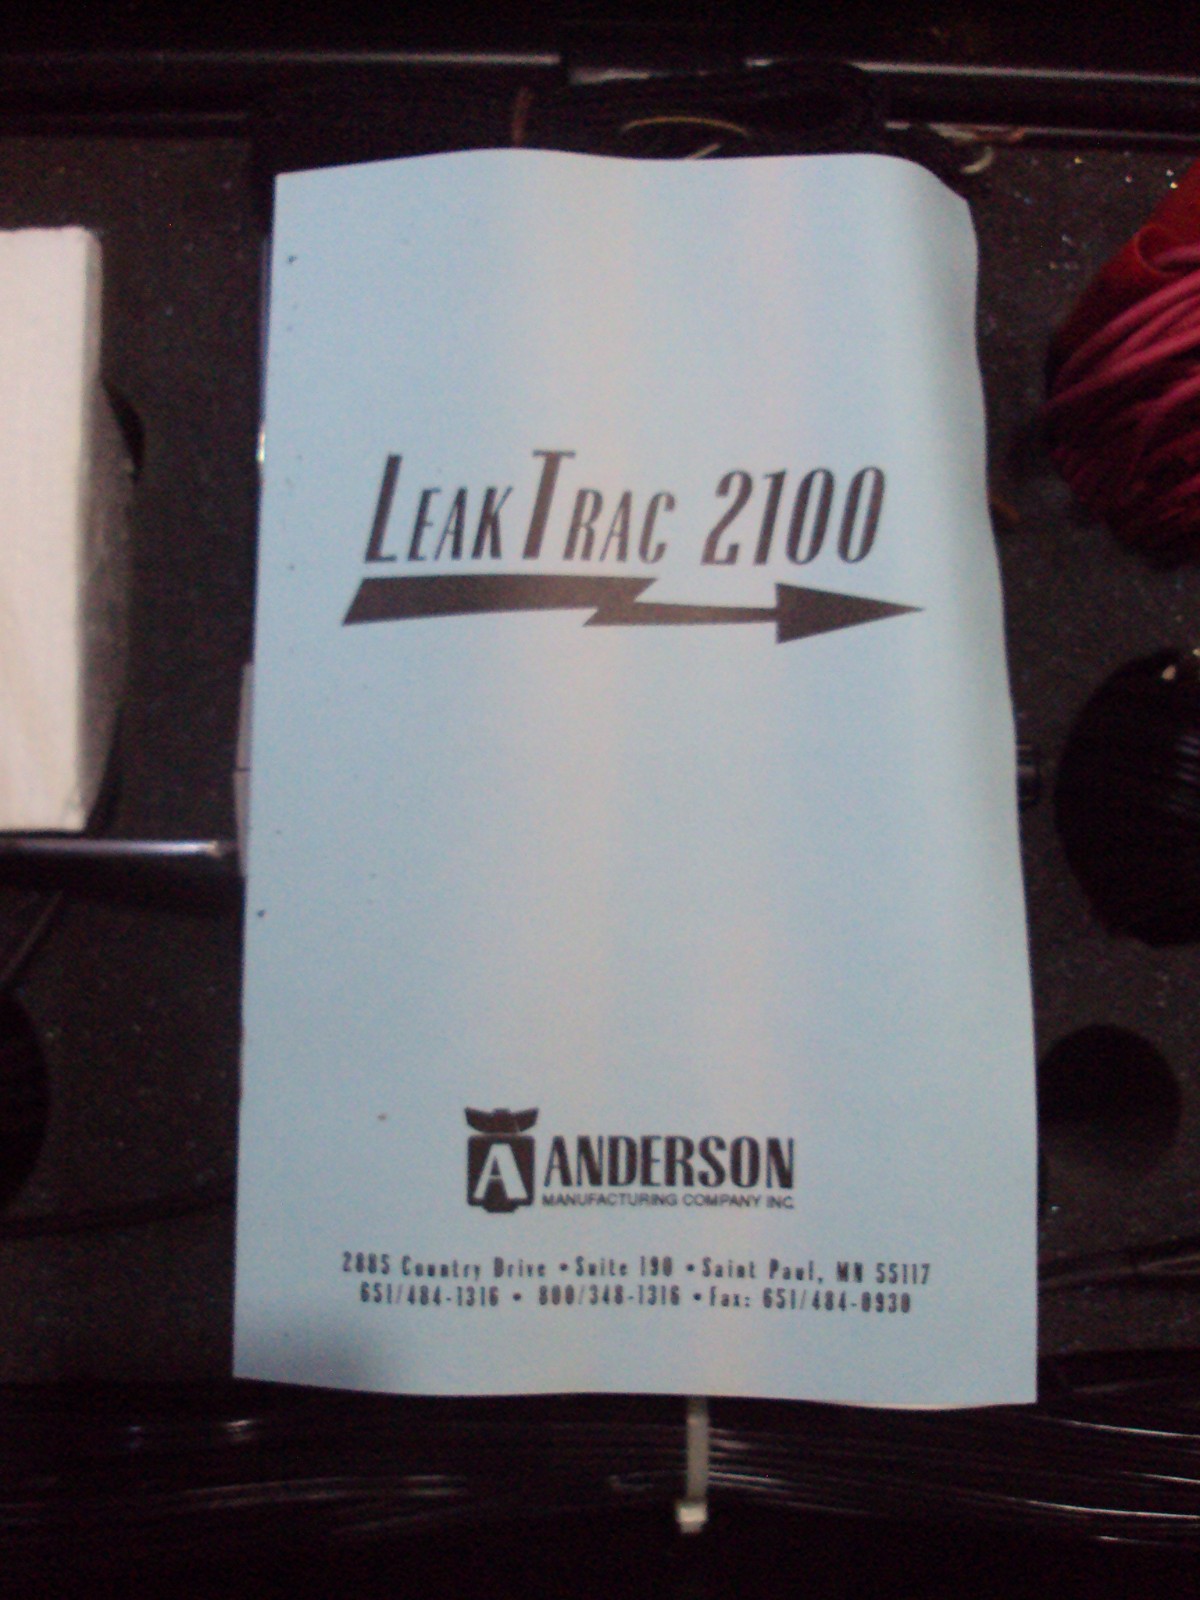 LEAKTRAC 2100
A ANDERSON
MANUFACTURING COMPANY INC.
2885 Country Drive • Suite 190 • Saint Paul, MN 55117
651/484-1316 • 800/348-1316 • Fax: 651/484-0930